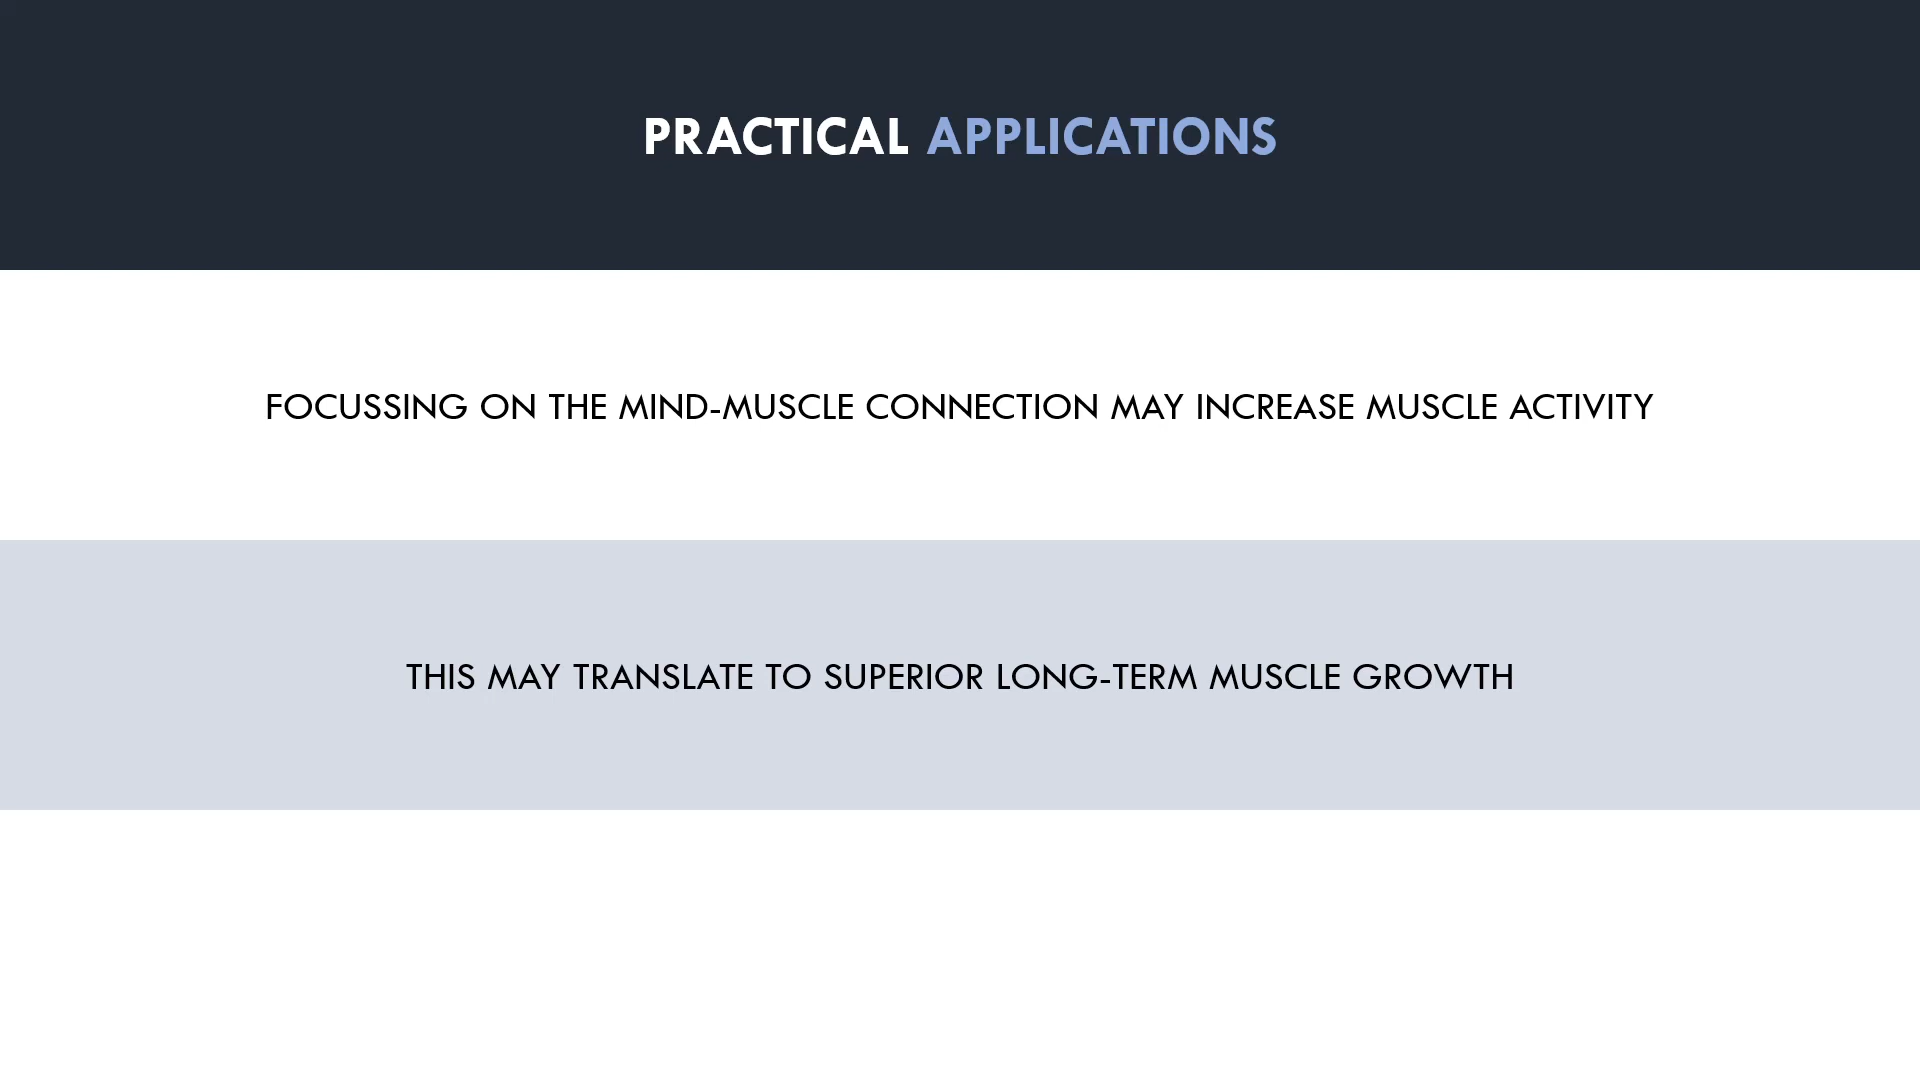 PRACTICAL APPLICATIONS
FOCUSSING ON THE MIND-MUSCLE CONNECTION MAY INCREASE MUSCLE ACTIVITY
THIS MAY TRANSLATE TO SUPERIOR LONG-TERM MUSCLE GROWTH